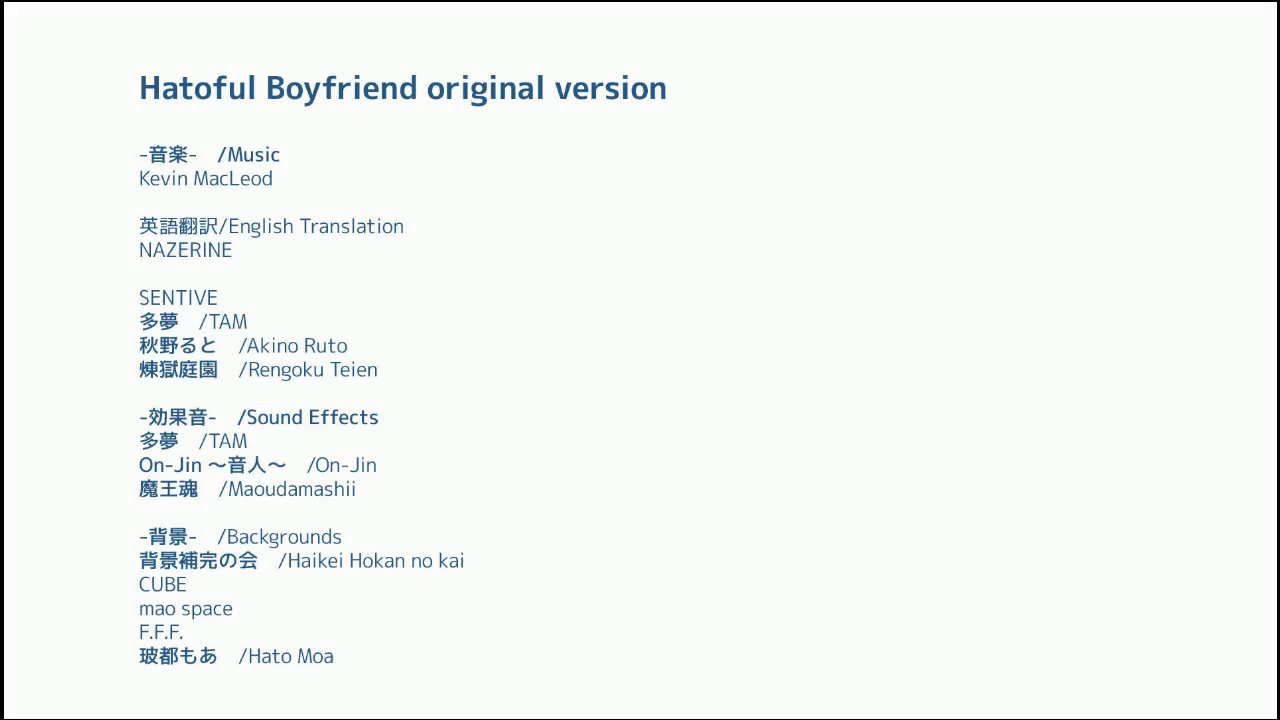 Hatoful Boyfriend original version
-音楽-　/Music
Kevin MacLeod
英語翻訳/English Translation
NAZERINE
SENTIVE
多夢　/TAM
秋野ると　/Akino Ruto
煉獄庭園　/Rengoku Teien
-効果音-　/Sound Effects
多夢　/TAM
On-Jin ～音人～　/On-Jin
魔王魂　/Maoudamashii
-背景-　/Backgrounds
背景補完の会　/Haikei Hokan no kai
CUBE
mao space
F.F.F.
玻都もあ　/Hato Moa